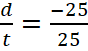 d/t = -25/25